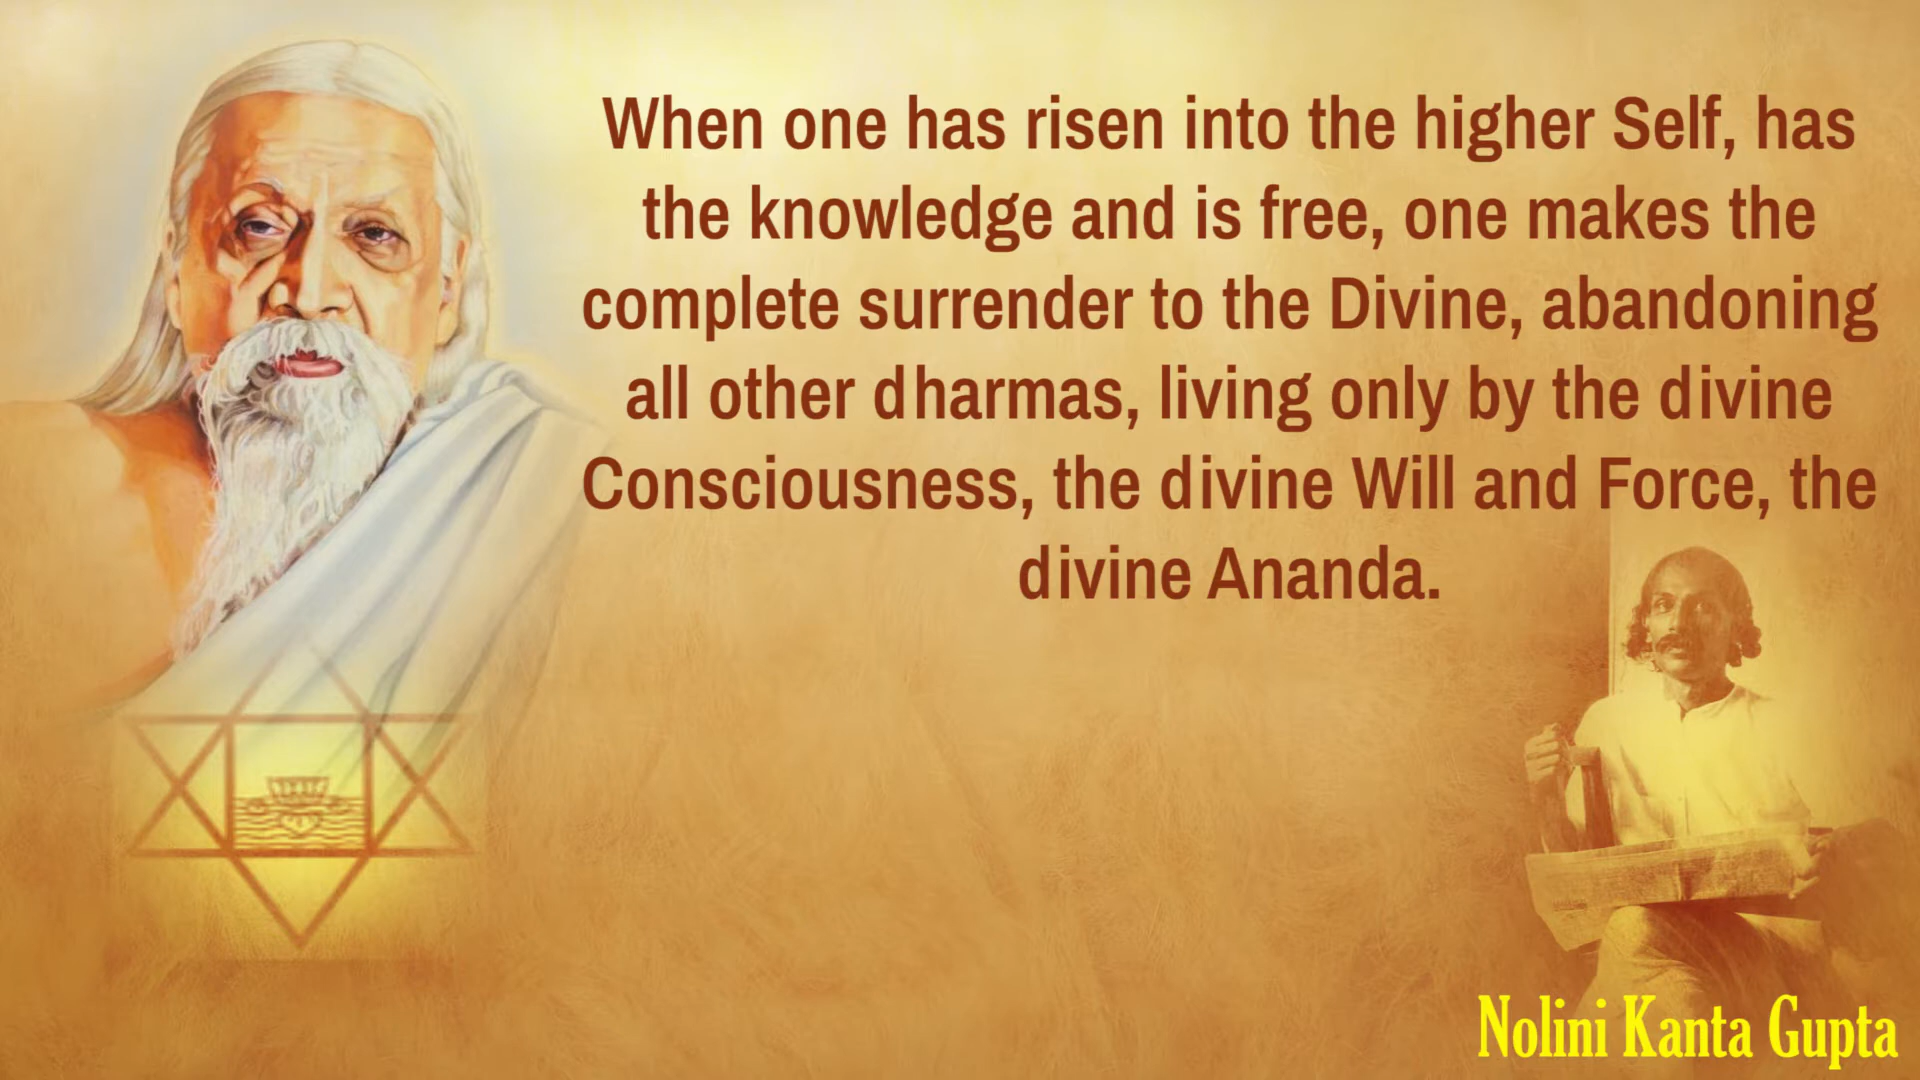 When one has risen into the higher Self, has
the knowledge and is free, one makes the
complete surrender to the Divine, abandoning
all other dharmas, living only by the divine
Consciousness, the divine Will and Force, the
divine Ananda.
Nolini Kanta Gupta